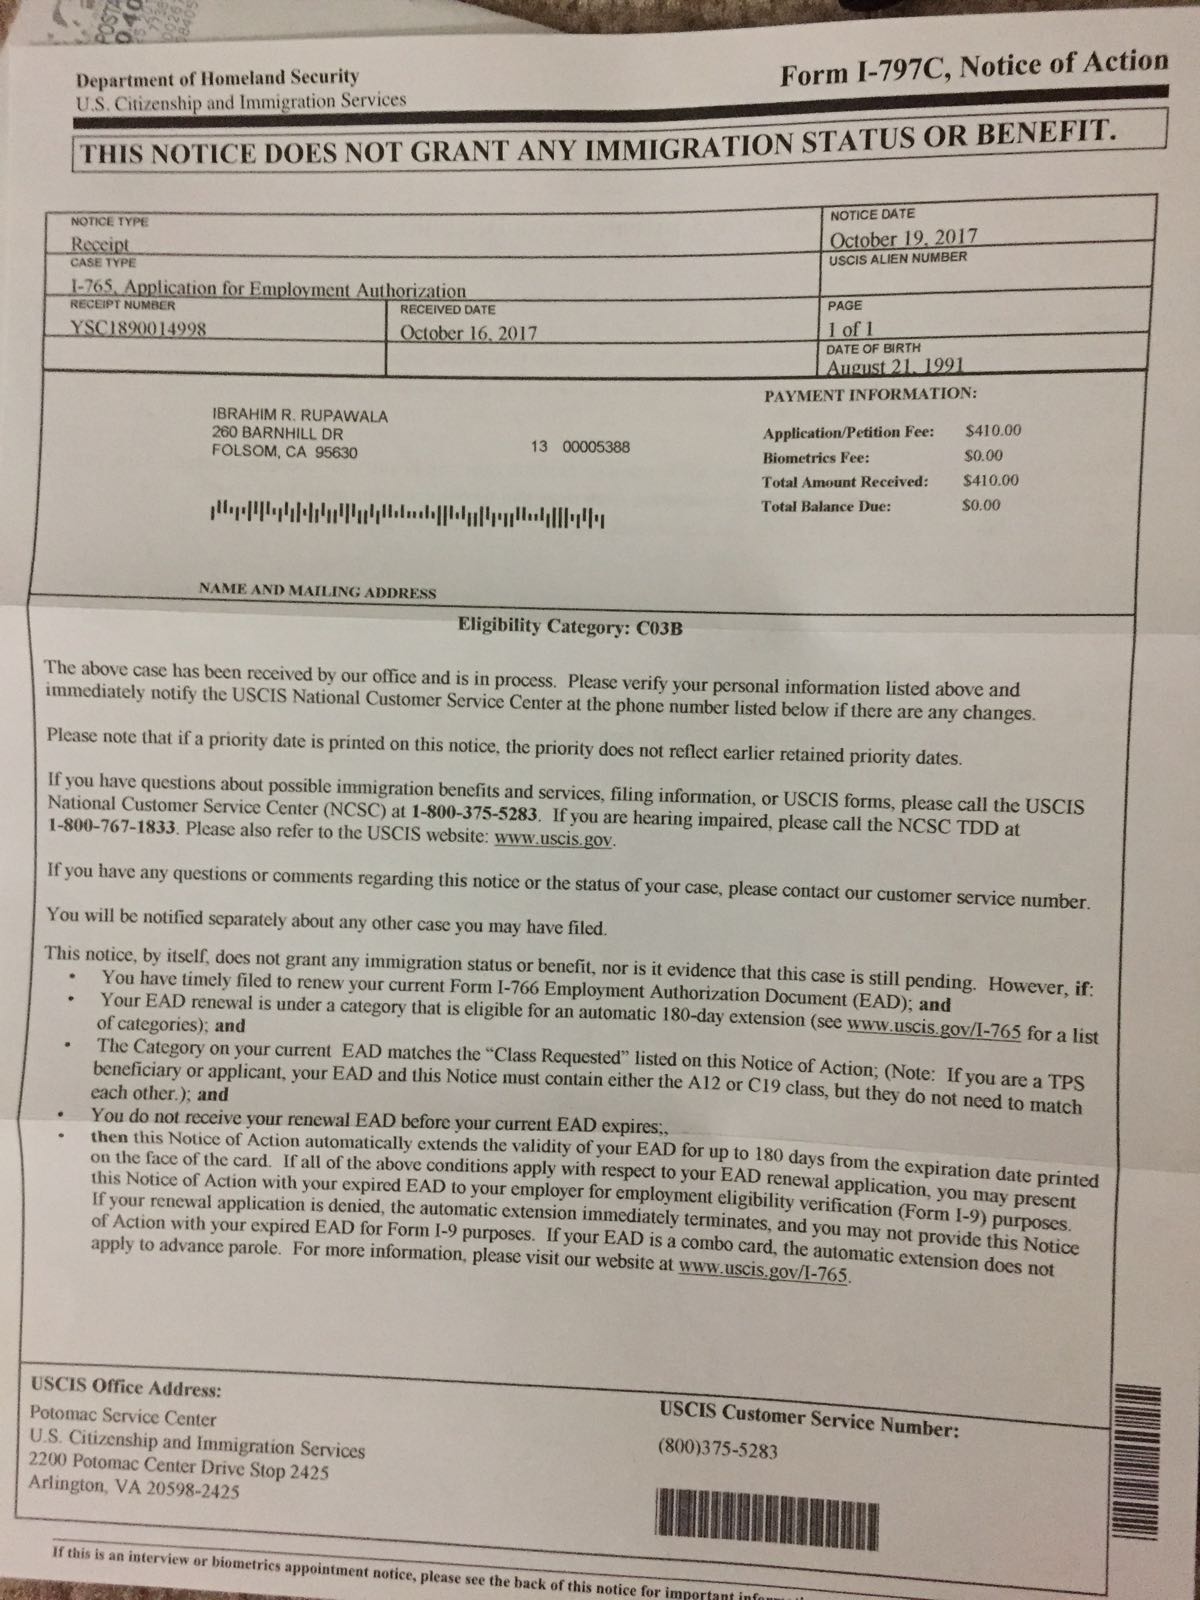 Department of Homeland Security
U.S. Citizenship and Immigration Services
Form I-797C, Notice of Action
THIS NOTICE DOES NOT GRANT ANY IMMIGRATION STATUS OR BENEFIT.
NOTICE TYPE
Receipt
NOTICE DATE
October 19, 2017
CASE TYPE
I-765, Application for Employment Authorization
USCIS ALIEN NUMBER
RECEIPT NUMBER
YSC1890014998
RECEIVED DATE
October 16, 2017
PAGE
1 of 1
DATE OF BIRTH
August 21, 1991
IBRAHIM R. RUPAWALA
260 BARNHILL DR
FOLSOM, CA 95630
13 00005388
PAYMENT INFORMATION:
Application/Petition Fee: $410.00
Biometrics Fee: $0.00
Total Amount Received: $410.00
Total Balance Due: $0.00
NAME AND MAILING ADDRESS
Eligibility Category: C03B
The above case has been received by our office and is in process. Please verify your personal information listed above and
immediately notify the USCIS National Customer Service Center at the phone number listed below if there are any changes.
Please note that if a priority date is printed on this notice, the priority does not reflect earlier retained priority dates.
If you have questions about possible immigration benefits and services, filing information, or USCIS forms, please call the USCIS
National Customer Service Center (NCSC) at 1-800-375-5283. If you are hearing impaired, please call the NCSC TDD at
1-800-767-1833. Please also refer to the USCIS website: www.uscis.gov.
If you have any questions or comments regarding this notice or the status of your case, please contact our customer service number.
You will be notified separately about any other case you may have filed.
This notice, by itself, does not grant any immigration status or benefit, nor is it evidence that this case is still pending. However, if:
• You have timely filed to renew your current Form I-766 Employment Authorization Document (EAD); and
• Your EAD renewal is under a category that is eligible for an automatic 180-day extension (see www.uscis.gov/I-765 for a list
of categories); and
• The Category on your current EAD matches the “Class Requested” listed on this Notice of Action; (Note: If you are a TPS
beneficiary or applicant, your EAD and this Notice must contain either the A12 or C19 class, but they do not need to match
each other.); and
• You do not receive your renewal EAD before your current EAD expires;,
• then this Notice of Action automatically extends the validity of your EAD for up to 180 days from the expiration date printed
on the face of the card. If all of the above conditions apply with respect to your EAD renewal application, you may present
this Notice of Action with your expired EAD to your employer for employment eligibility verification (Form I-9) purposes.
If your renewal application is denied, the automatic extension immediately terminates, and you may not provide this Notice
of Action with your expired EAD for Form I-9 purposes. If your EAD is a combo card, the automatic extension does not
apply to advance parole. For more information, please visit our website at www.uscis.gov/I-765.
USCIS Office Address:
Potomac Service Center
U.S. Citizenship and Immigration Services
2200 Potomac Center Drive Stop 2425
Arlington, VA 20598-2425
USCIS Customer Service Number:
(800)375-5283
If this is an interview or biometrics appointment notice, please see the back of this notice for important